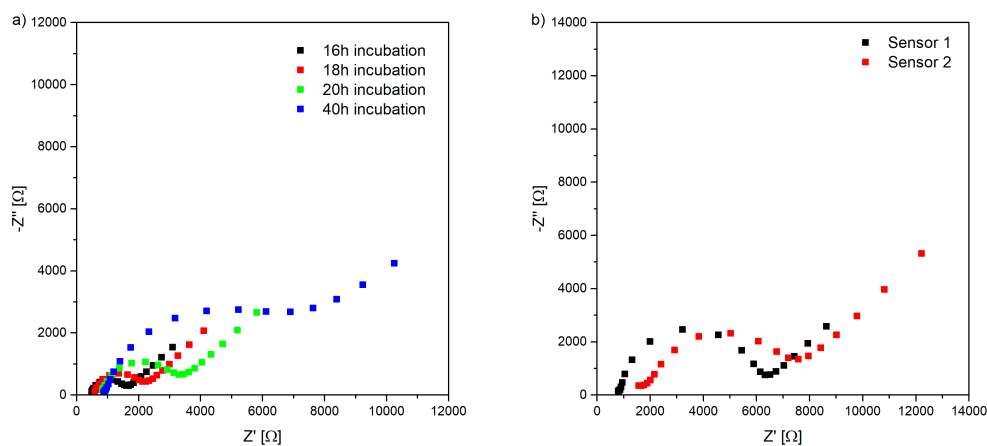 a)
12000
10000
8000
6000
4000
2000
0
-Z'' [Ω]
0 2000 4000 6000 8000 10000 12000
Z' [Ω]
16h incubation
18h incubation
20h incubation
40h incubation
b)
14000
12000
10000
8000
6000
4000
2000
0
-Z'' [Ω]
0 2000 4000 6000 8000 10000 12000 14000
Z' [Ω]
Sensor 1
Sensor 2